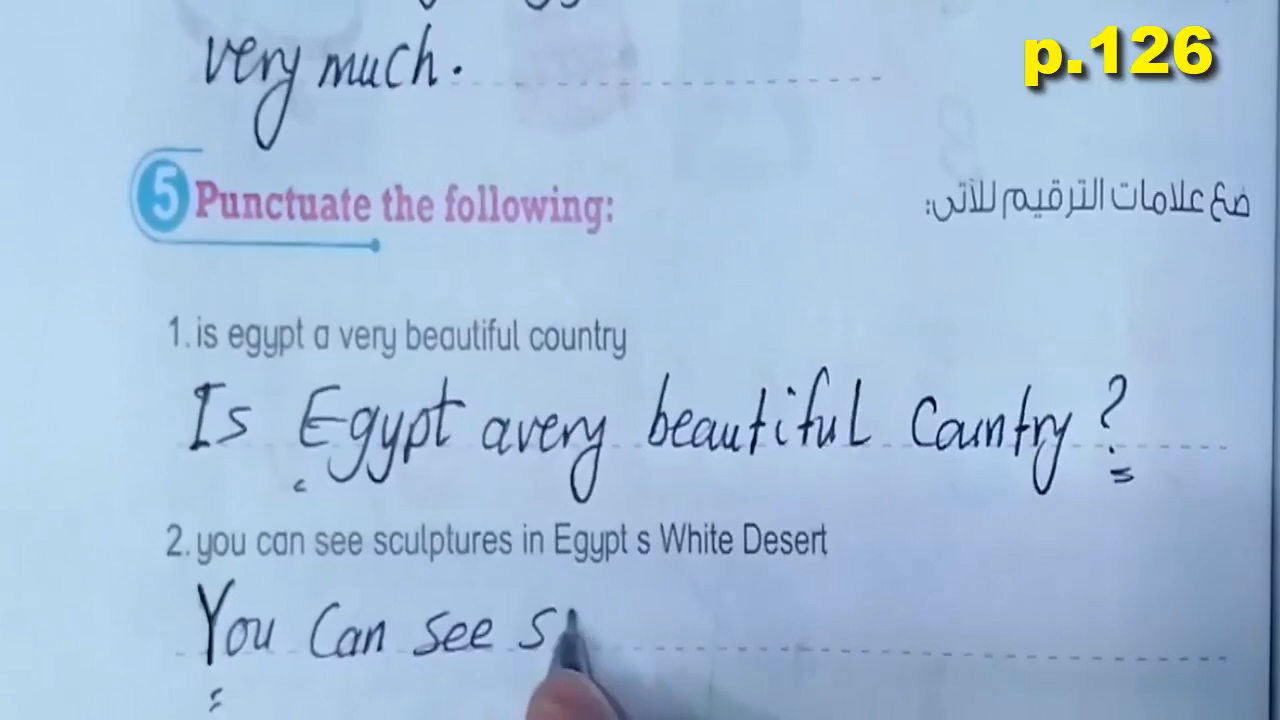 very much.
p.126
5 Punctuate the following:
ضع علامات الترقيم للآتى:
1. is egypt a very beautiful country
Is Egypt avery beautiful Country ?
2. you can see sculptures in Egypt s White Desert
You Can see s